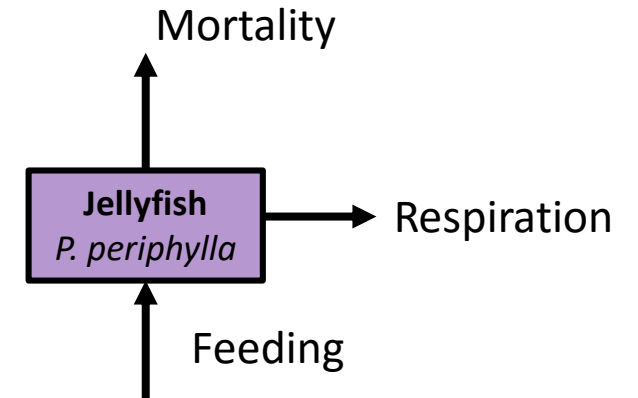 Mortality
Jellyfish
P. periphylla
Respiration
Feeding